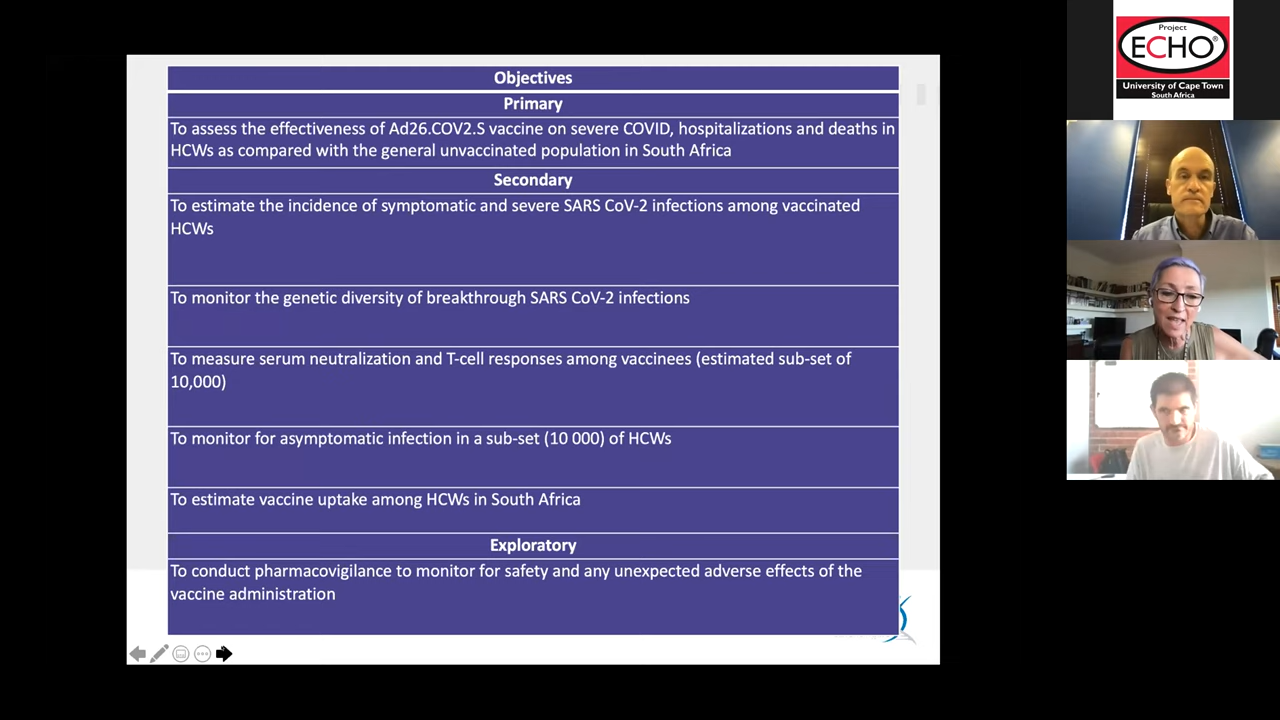 Objectives
Primary
To assess the effectiveness of Ad26.COV2.S vaccine on severe COVID, hospitalizations and deaths in
HCWs as compared with the general unvaccinated population in South Africa
Secondary
To estimate the incidence of symptomatic and severe SARS CoV-2 infections among vaccinated
HCWs
To monitor the genetic diversity of breakthrough SARS CoV-2 infections
To measure serum neutralization and T-cell responses among vaccinees (estimated sub-set of
10,000)
To monitor for asymptomatic infection in a sub-set (10 000) of HCWs
To estimate vaccine uptake among HCWs in South Africa
Exploratory
To conduct pharmacovigilance to monitor for safety and any unexpected adverse effects of the
vaccine administration
Project
ECHO®
University of Cape Town
South Africa